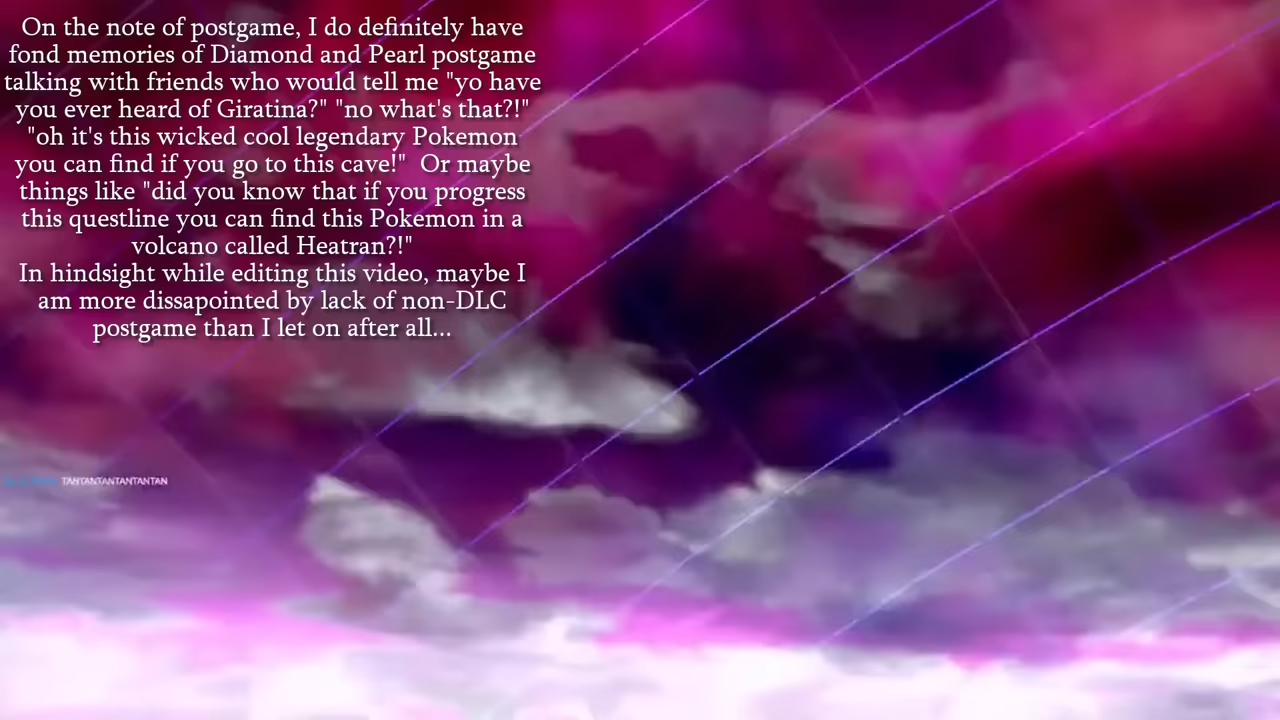 On the note of postgame, I do definitely have
fond memories of Diamond and Pearl postgame
talking with friends who would tell me "yo have
you ever heard of Giratina?" "no what's that?!"
"oh it's this wicked cool legendary Pokemon
you can find if you go to this cave!"  Or maybe
things like "did you know that if you progress
this questline you can find this Pokemon in a
volcano called Heatran?!"
In hindsight while editing this video, maybe I
am more dissapointed by lack of non-DLC
postgame than I let on after all...
TANTANTANTANTANTAN